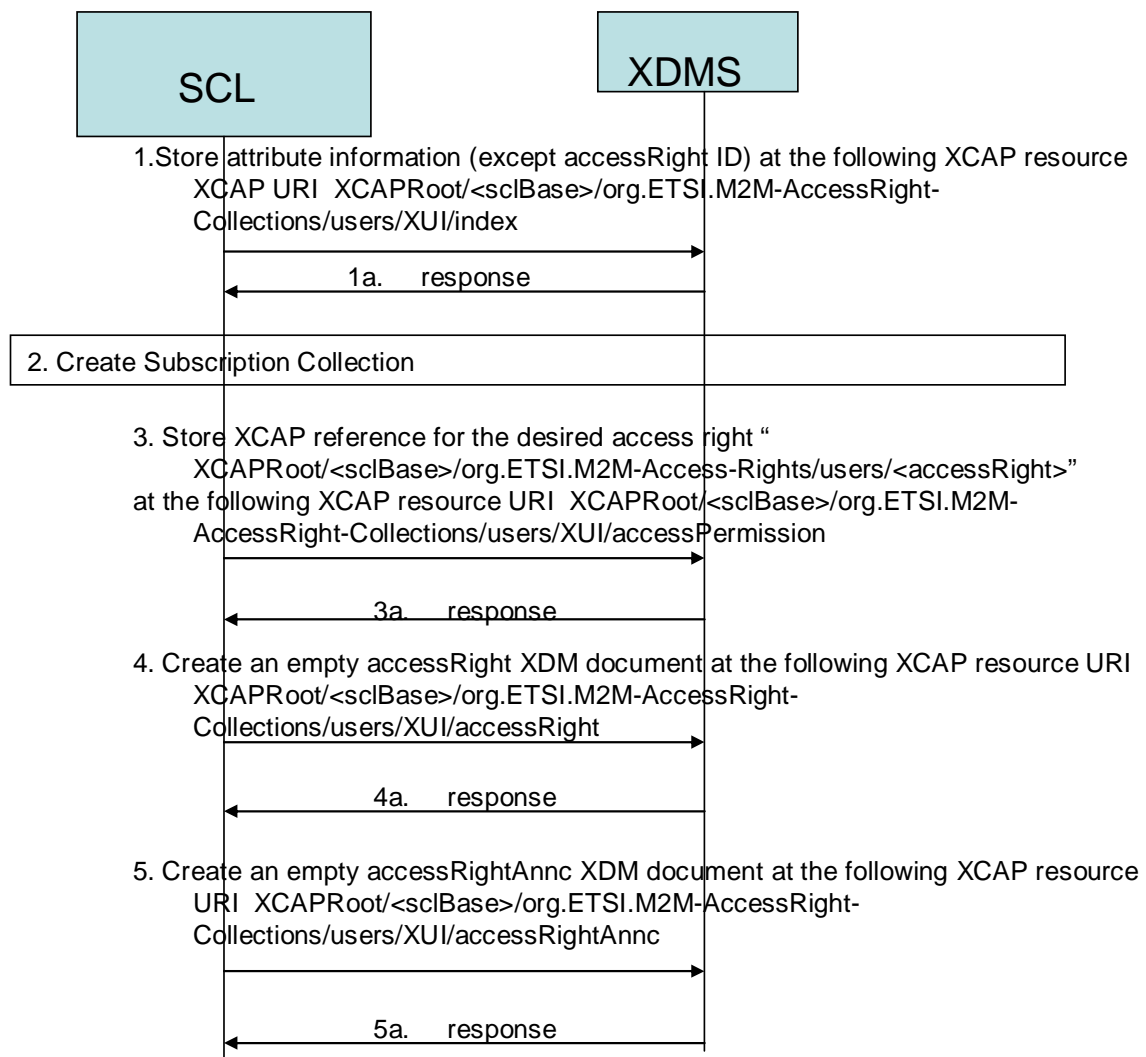 SCL
XDMS
1.Store attribute information (except accessRight ID) at the following XCAP resource
XCAP URI XCAPRoot/<sclBase>/org.ETSI.M2M-AccessRight-
Collections/users/XUI/index
1a. response
2. Create Subscription Collection
3. Store XCAP reference for the desired access right “
XCAPRoot/<sclBase>/org.ETSI.M2M-Access-Rights/users/<accessRight>”
at the following XCAP resource URI XCAPRoot/<sclBase>/org.ETSI.M2M-
AccessRight-Collections/users/XUI/accessPermission
3a. response
4. Create an empty accessRight XDM document at the following XCAP resource URI
XCAPRoot/<sclBase>/org.ETSI.M2M-AccessRight-
Collections/users/XUI/accessRight
4a. response
5. Create an empty accessRightAnnc XDM document at the following XCAP resource
URI XCAPRoot/<sclBase>/org.ETSI.M2M-AccessRight-
Collections/users/XUI/accessRightAnnc
5a. response